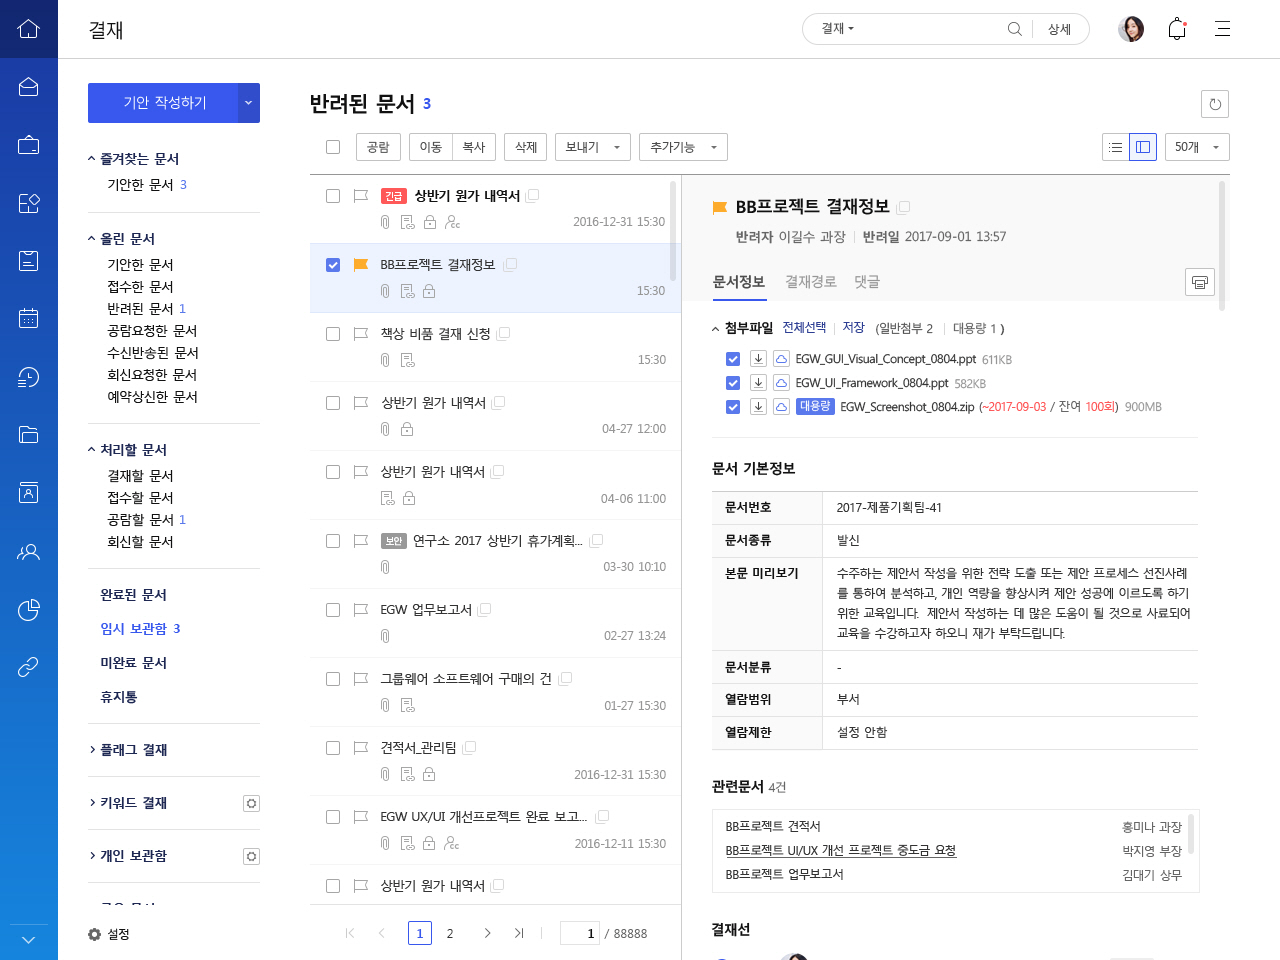 결재
결재
상세
기안 작성하기
즐겨찾는 문서
기안한 문서 3
올린 문서
기안한 문서
접수한 문서
반려된 문서 1
공람요청한 문서
수신반송된 문서
회신요청한 문서
예약상신한 문서
처리할 문서
결재할 문서
접수할 문서
공람할 문서 1
회신할 문서
완료된 문서
임시 보관함 3
미완료 문서
휴지통
플래그 결재
키워드 결재
개인 보관함
설정
반려된 문서 3
공람 이동 복사 삭제 보내기 추가기능 50개
긴급 상반기 원가 내역서
cc 2016-12-31 15:30
BB프로젝트 결재정보
15:30
책상 비품 결재 신청
15:30
상반기 원가 내역서
04-27 12:00
상반기 원가 내역서
04-06 11:00
보안 연구소 2017 상반기 휴가계획...
03-30 10:10
EGW 업무보고서
02-27 13:24
그룹웨어 소프트웨어 구매의 건
01-27 15:30
견적서_관리팀
2016-12-31 15:30
EGW UX/UI 개선프로젝트 완료 보고...
cc 2016-12-11 15:30
상반기 원가 내역서
1 2 1 / 88888
BB프로젝트 결재정보
반려자 이길수 과장 반려일 2017-09-01 13:57
문서정보 결재경로 댓글
첨부파일 전체선택 저장 (일반첨부 2 대용량 1 )
EGW_GUI_Visual_Concept_0804.ppt 611KB
EGW_UI_Framework_0804.ppt 582KB
대용량 EGW_Screenshot_0804.zip (~2017-09-03 / 잔여 100회) 900MB
문서 기본정보
문서번호 2017-제품기획팀-41
문서종류 발신
본문 미리보기 수주하는 제안서 작성을 위한 전략 도출 또는 제안 프로세스 선진사례
를 통하여 분석하고, 개인 역량을 향상시켜 제안 성공에 이르도록 하기
위한 교육입니다. 제안서 작성하는 데 많은 도움이 될 것으로 사료되어
교육을 수강하고자 하오니 재가 부탁드립니다.
문서분류 -
열람범위 부서
열람제한 설정 안함
관련문서 4건
BB프로젝트 견적서 홍미나 과장
BB프로젝트 UI/UX 개선 프로젝트 중도금 요청 박지영 부장
BB프로젝트 업무보고서 김대기 상무
결재선